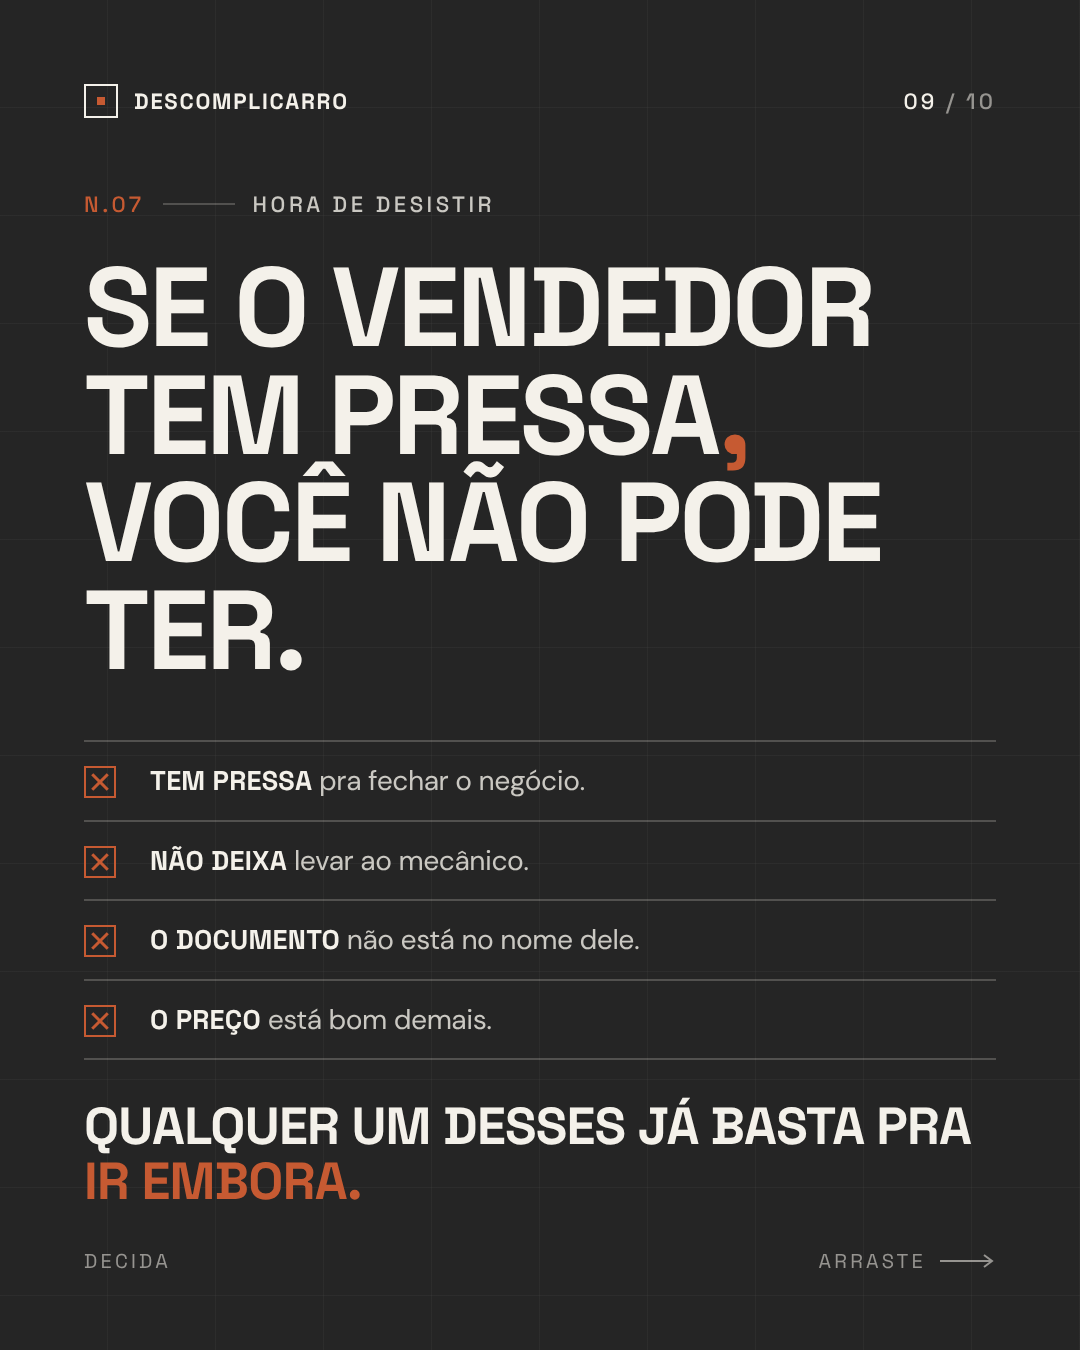 DESCOMPLICARRO
09 / 10
N.07 HORA DE DESISTIR
SE O VENDEDOR
TEM PRESSA,
VOCÊ NÃO PODE
TER.
TEM PRESSA pra fechar o negócio.
NÃO DEIXA levar ao mecânico.
O DOCUMENTO não está no nome dele.
O PREÇO está bom demais.
QUALQUER UM DESSES JÁ BASTA PRA
IR EMBORA.
DECIDA
ARRASTE